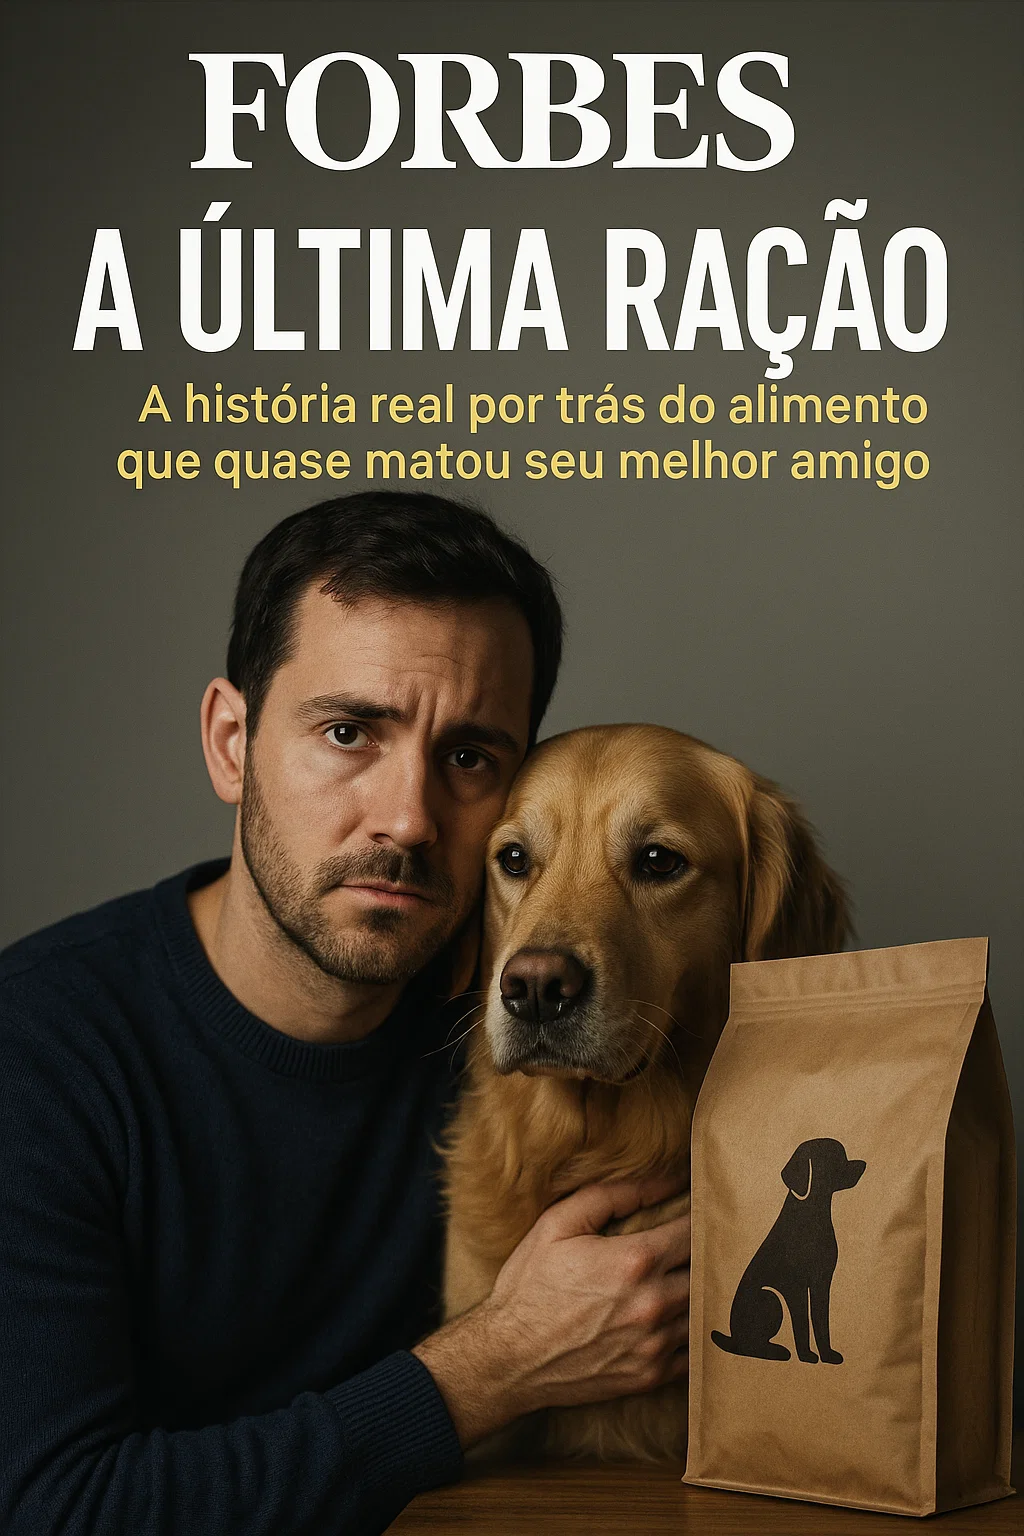 FORBES
A ÚLTIMA RAÇÃO
A história real por trás do alimento
que quase matou seu melhor amigo